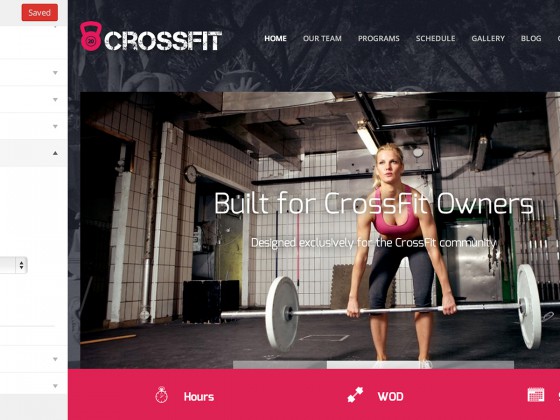 Saved
CROSSFIT
HOME OUR TEAM PROGRAMS SCHEDULE GALLERY BLOG
Built for CrossFit Owners
Designed exclusively for the CrossFit community
Hours
WOD